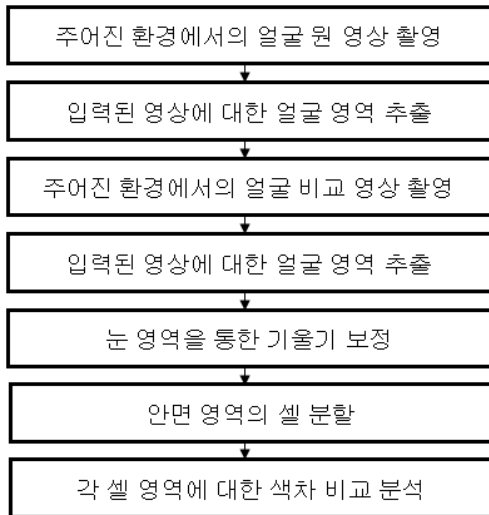 주어진 환경에서의 얼굴 원 영상 촬영
입력된 영상에 대한 얼굴 영역 추출
주어진 환경에서의 얼굴 비교 영상 촬영
입력된 영상에 대한 얼굴 영역 추출
눈 영역을 통한 기울기 보정
안면 영역의 셀 분할
각 셀 영역에 대한 색차 비교 분석